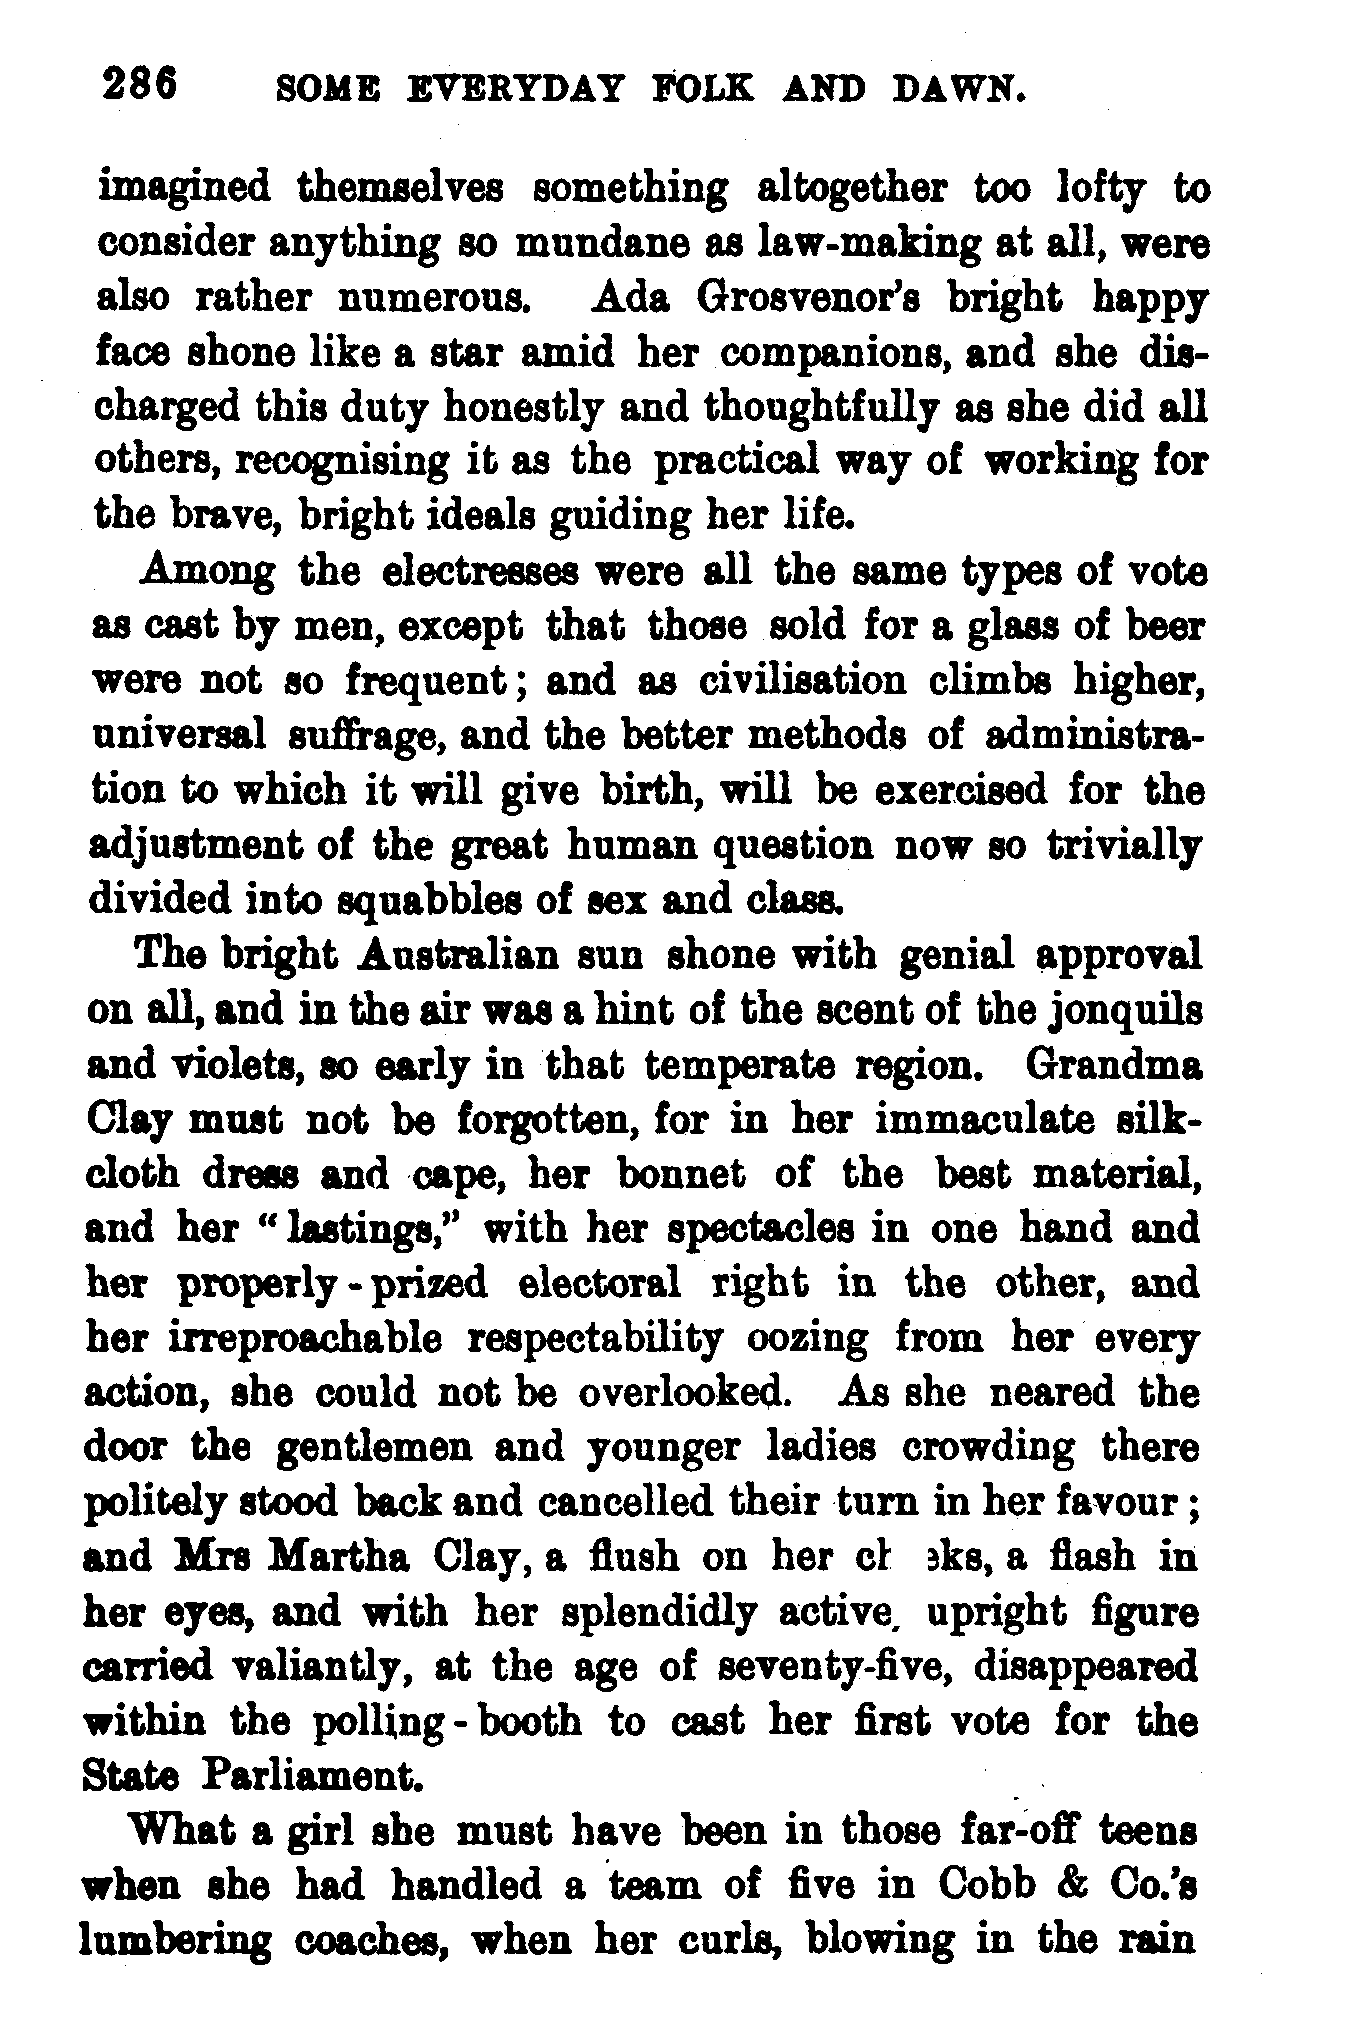 286 SOME EVERYDAY FOLK AND DAWN.
imagined themselves something altogether too lofty to
consider anything so mundane as law-making at all, were
also rather numerous. Ada Grosvenor's bright happy
face shone like a star amid her companions, and she dis-
charged this duty honestly and thoughtfully as she did all
others, recognising it as the practical way of working for
the brave, bright ideals guiding her life.
Among the electresses were all the same types of vote
as cast by men, except that those sold for a glass of beer
were not so frequent; and as civilisation climbs higher,
universal suffrage, and the better methods of administra-
tion to which it will give birth, will be exercised for the
adjustment of the great human question now so trivially
divided into squabbles of sex and class.
The bright Australian sun shone with genial approval
on all, and in the air was a hint of the scent of the jonquils
and violets, so early in that temperate region. Grandma
Clay must not be forgotten, for in her immaculate silk-
cloth dress and cape, her bonnet of the best material,
and her "lastings," with her spectacles in one hand and
her properly-prized electoral right in the other, and
her irreproachable respectability oozing from her every
action, she could not be overlooked. As she neared the
door the gentlemen and younger ladies crowding there
politely stood back and cancelled their turn in her favour;
and Mrs Martha Clay, a flush on her cheeks, a flash in
her eyes, and with her splendidly active, upright figure
carried valiantly, at the age of seventy-five, disappeared
within the polling-booth to cast her first vote for the
State Parliament.
What a girl she must have been in those far-off teens
when she had handled a team of five in Cobb & Co.'s
lumbering coaches, when her curls, blowing in the rain